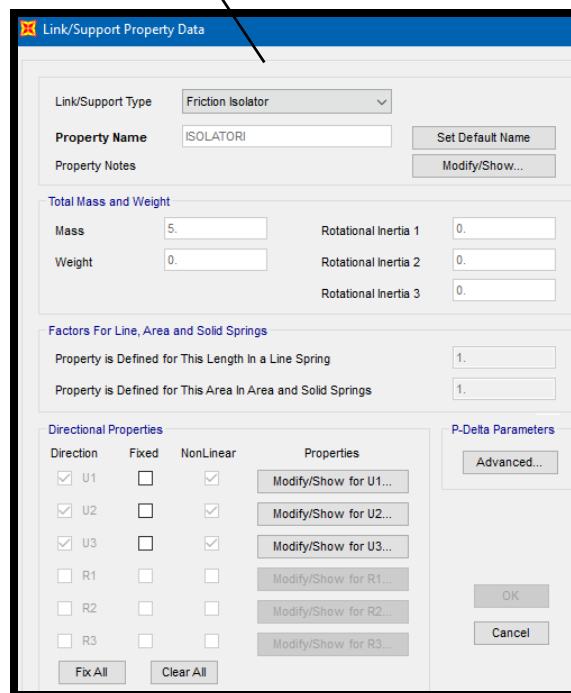 Link/Support Property Data
Link/Support Type Friction Isolator
Property Name ISOLATORI Set Default Name
Property Notes Modify/Show...
Total Mass and Weight
Mass 5. Rotational Inertia 1 0.
Weight 0. Rotational Inertia 2 0.
Rotational Inertia 3 0.
Factors For Line, Area and Solid Springs
Property is Defined for This Length In a Line Spring 1.
Property is Defined for This Area In Area and Solid Springs 1.
Directional Properties P-Delta Parameters
Direction Fixed NonLinear Properties Advanced...
U1 Modify/Show for U1...
U2 Modify/Show for U2...
U3 Modify/Show for U3...
R1 Modify/Show for R1...
R2 Modify/Show for R2... OK
R3 Modify/Show for R3... Cancel
Fix All Clear All